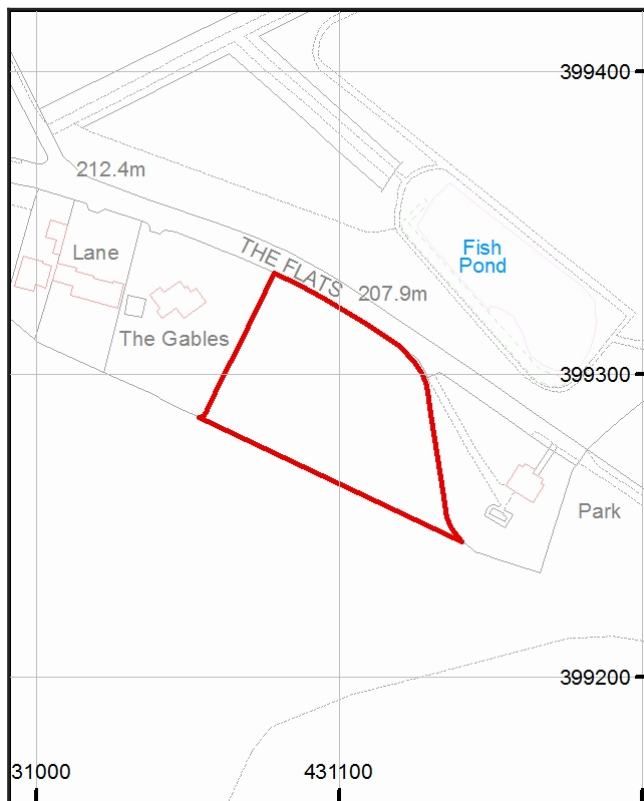 399400
212.4m
Lane
THE FLATS
207.9m
Fish
Pond
The Gables
399300
Park
399200
31000
431100